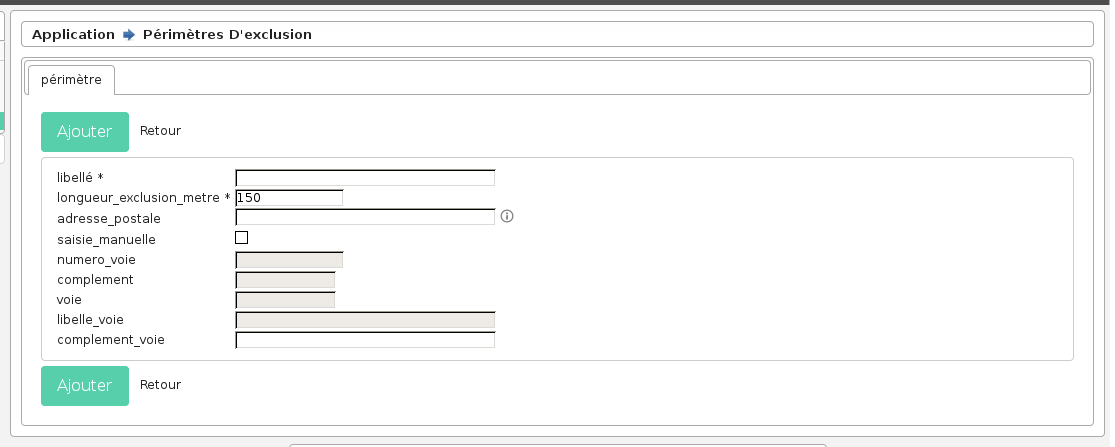 Application Périmètres D'exclusion
périmètre
Ajouter Retour
libellé *
longueur_exclusion_metre * 150
adresse_postale
saisie_manuelle
numero_voie
complement
voie
libelle_voie
complement_voie
Ajouter Retour